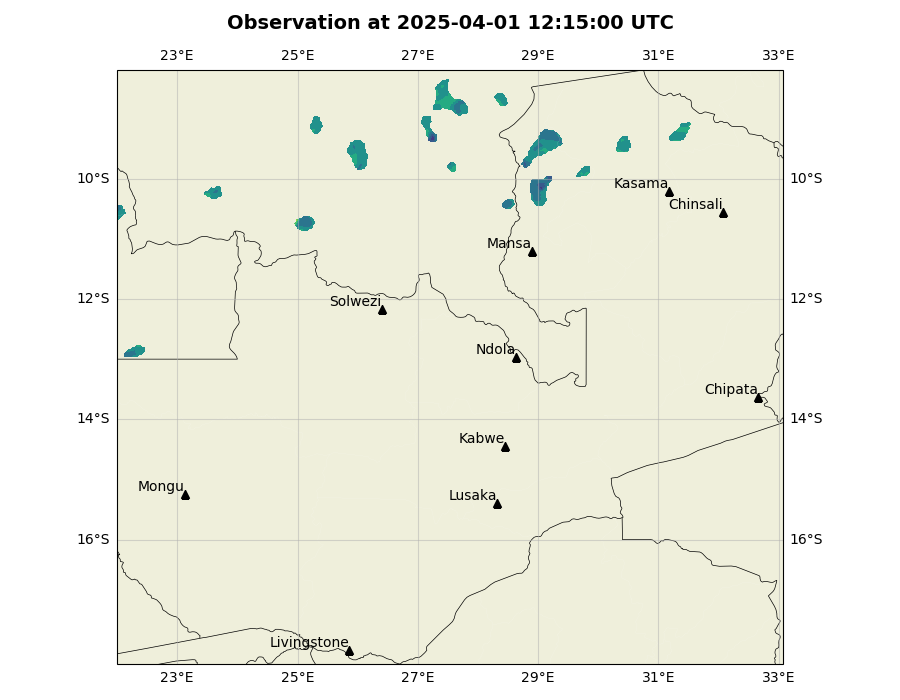 Observation at 2025-04-01 12:15:00 UTC
23°E 25°E 27°E 29°E 31°E 33°E
10°S 10°S
Kasama
Chinsali
Mansa
12°S 12°S
Solwezi
Ndola
Chipata
14°S 14°S
Kabwe
Mongu
Lusaka
16°S 16°S
Livingstone
23°E 25°E 27°E 29°E 31°E 33°E